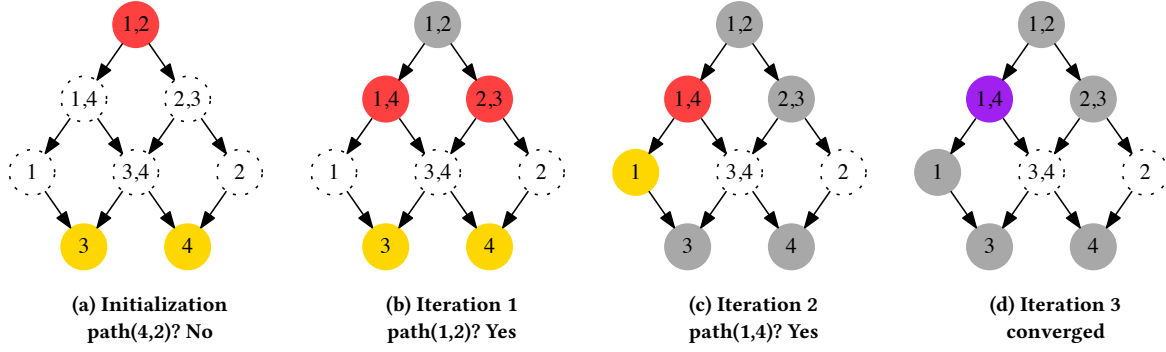 1,2
1,4 2,3
1 3,4 2
3 4
(a) Initialization
path(4,2)? No
1,2
1,4 2,3
1 3,4 2
3 4
(b) Iteration 1
path(1,2)? Yes
1,2
1,4 2,3
1 3,4 2
3 4
(c) Iteration 2
path(1,4)? Yes
1,2
1,4 2,3
1 3,4 2
3 4
(d) Iteration 3
converged